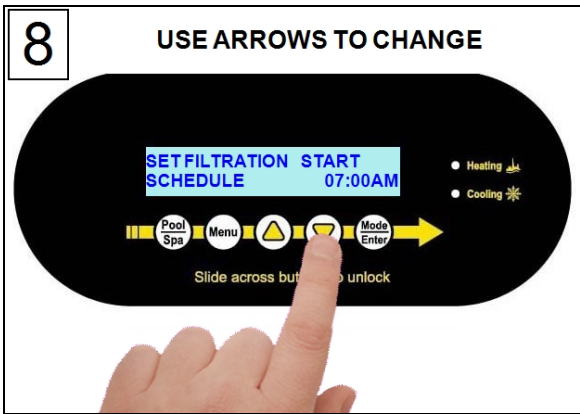 8
USE ARROWS TO CHANGE
SET FILTRATION START
SCHEDULE 07:00AM
Heating
Cooling
Pool
Spa
Menu
Mode
Enter
Slide across but o unlock